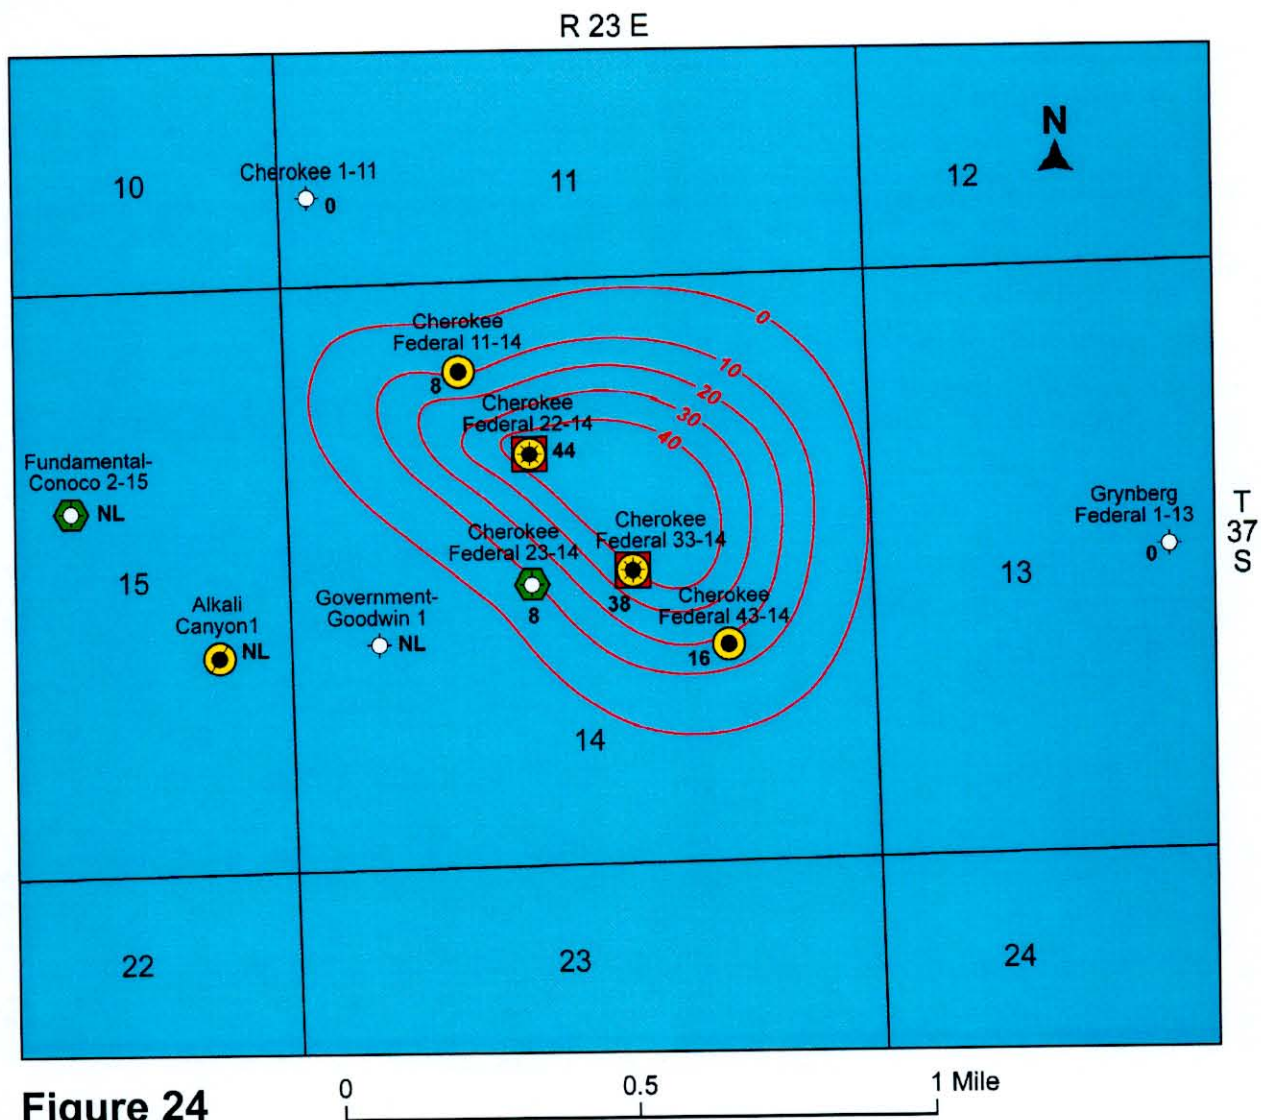 R 23 E
N
10
Cherokee 1-11
0
11
12
0
Cherokee
Federal 11-14
8
10
20
30
40
Cherokee
Federal 22-14
44
Fundamental-
Conoco 2-15
NL
Grynberg
Federal 1-13
0
T
37
S
Cherokee
Federal 23-14
8
Cherokee
Federal 33-14
38
15
13
Alkali
Canyon1
NL
Government-
Goodwin 1
NL
Cherokee
Federal 43-14
16
14
22
23
24
Figure 24
0
0.5
1 Mile